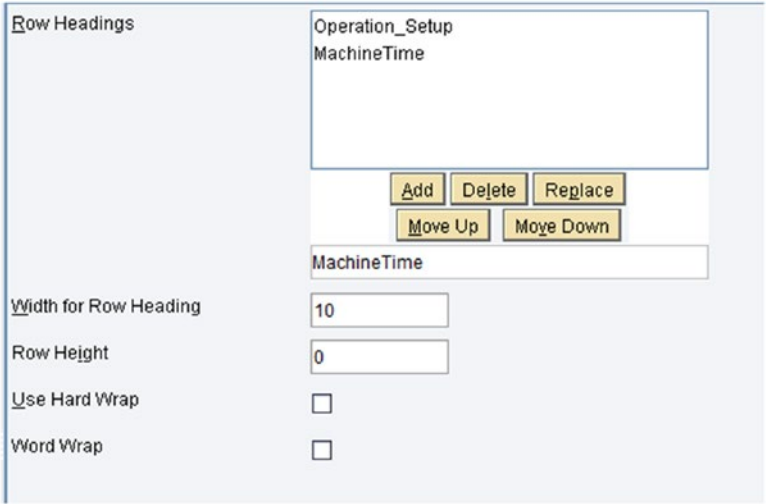 Row Headings
Operation_Setup
MachineTime
Add Delete Replace
Move Up Move Down
MachineTime
Width for Row Heading 10
Row Height 0
Use Hard Wrap
Word Wrap